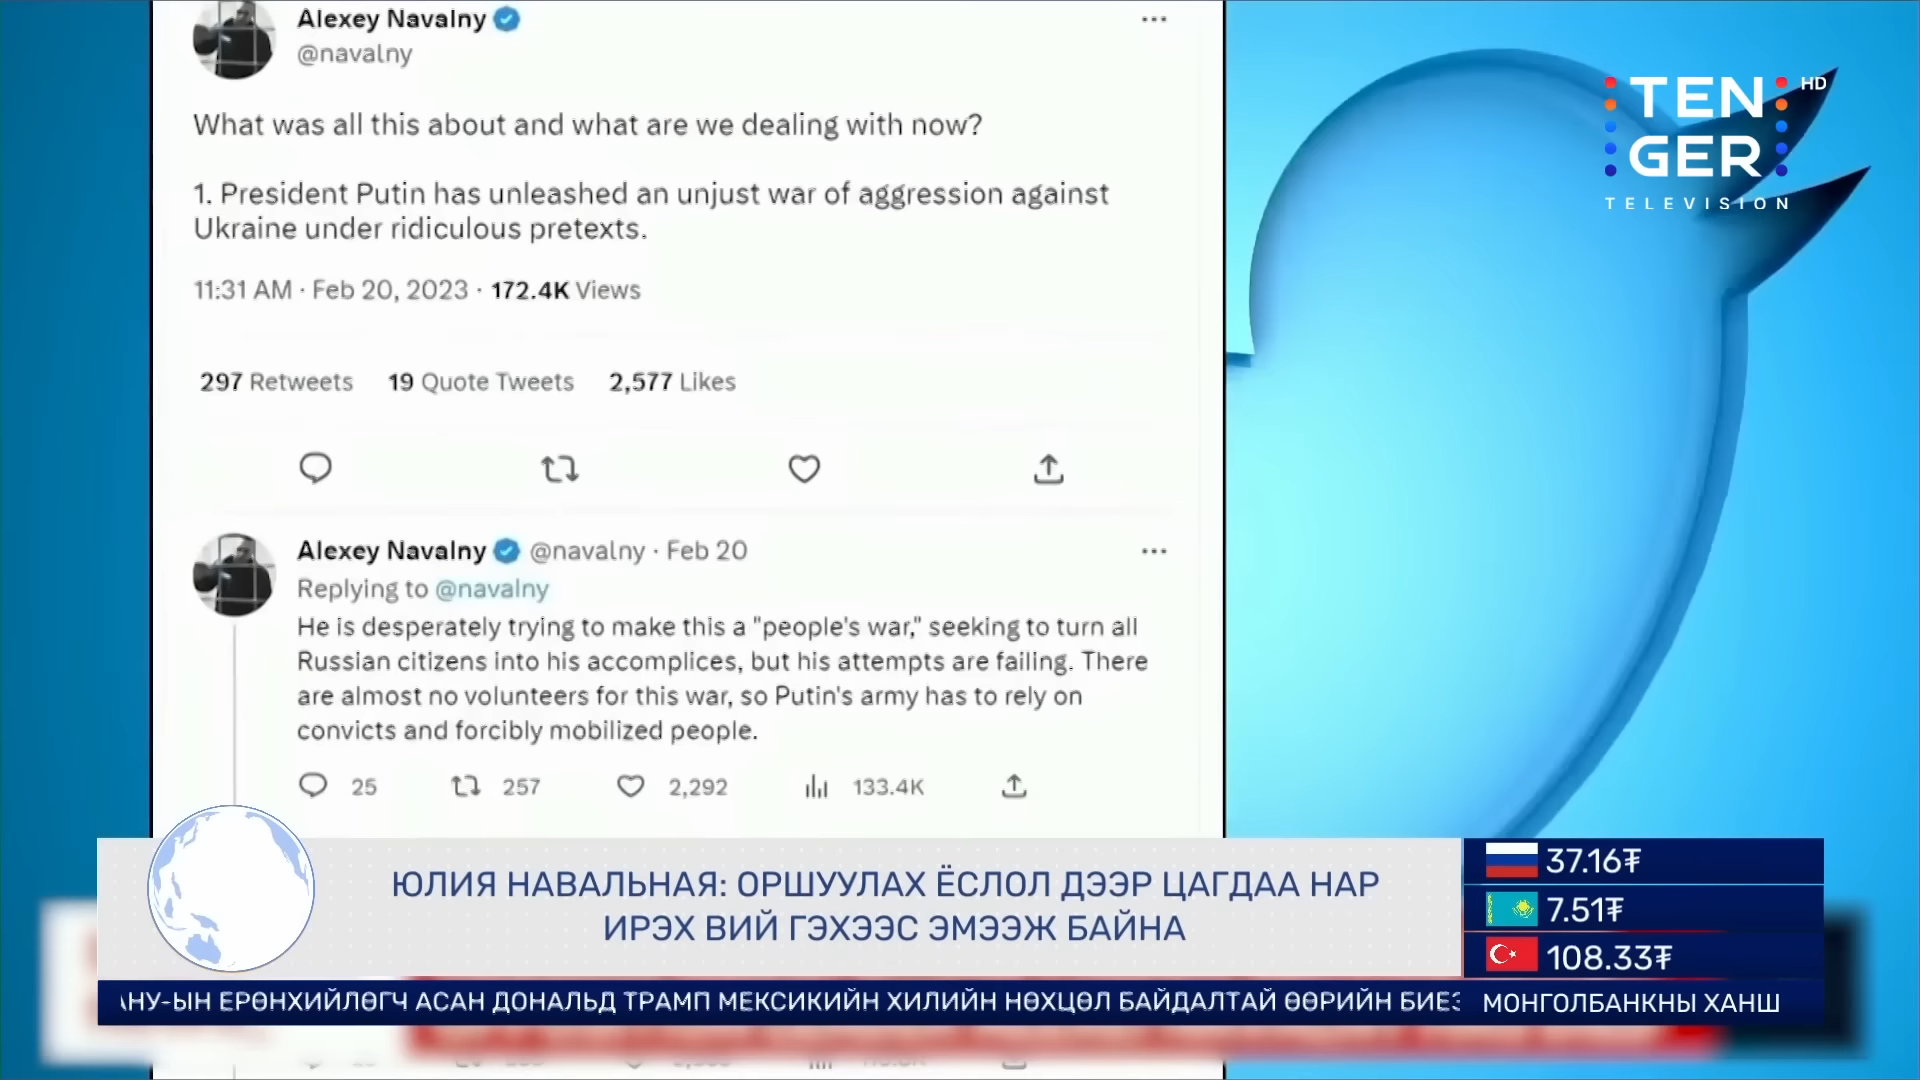 Alexey Navalny
@navalny
What was all this about and what are we dealing with now?
1. President Putin has unleashed an unjust war of aggression against
Ukraine under ridiculous pretexts.
11:31 AM · Feb 20, 2023 · 172.4K Views
297 Retweets 19 Quote Tweets 2,577 Likes
Alexey Navalny @navalny · Feb 20
Replying to @navalny
He is desperately trying to make this a "people's war," seeking to turn all
Russian citizens into his accomplices, but his attempts are failing. There
are almost no volunteers for this war, so Putin's army has to rely on
convicts and forcibly mobilized people.
25 257 2,292 133.4K
TEN
GER
HD
TELEVISION
ЮЛИЯ НАВАЛЬНАЯ: ОРШУУЛАХ ЁСЛОЛ ДЭЭР ЦАГДАА НАР
ИРЭХ ВИЙ ГЭХЭЭС ЭМЭЭЖ БАЙНА
37.16₮
7.51₮
108.33₮
АНУ-ЫН ЕРӨНХИЙЛӨГЧ АСАН ДОНАЛЬД ТРАМП МЕКСИКИЙН ХИЛИЙН НӨХЦӨЛ БАЙДАЛТАЙ ӨӨРИЙН БИЕЭ
МОНГОЛБАНКНЫ ХАНШ